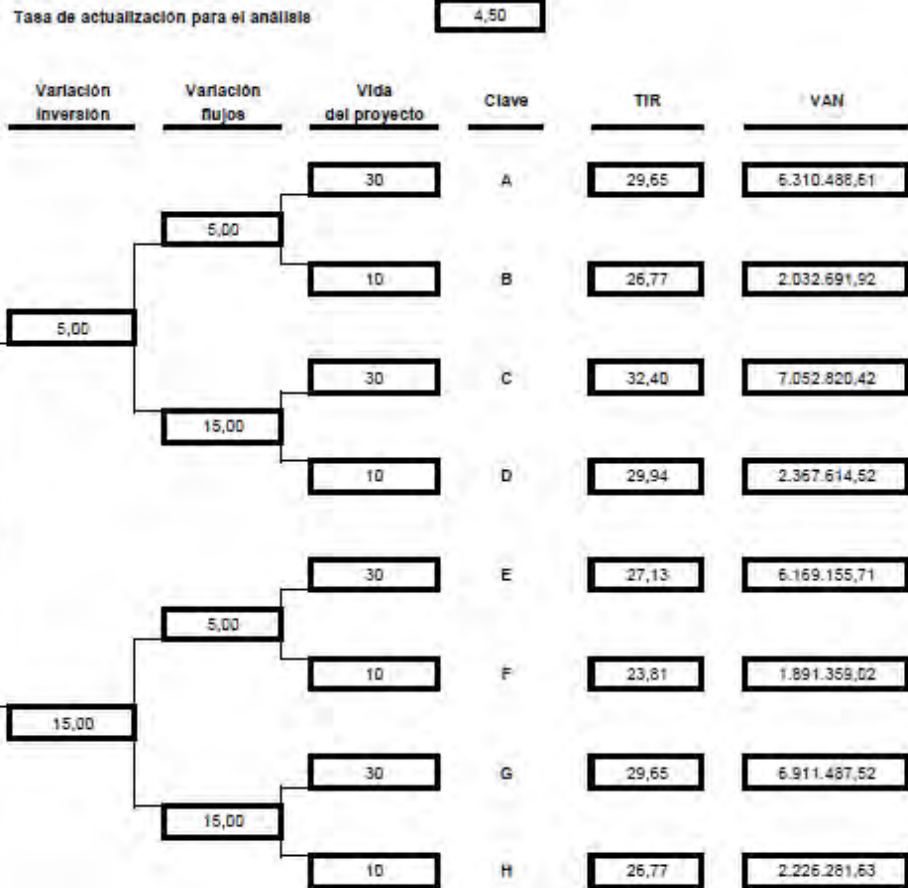 Tasa de actualización para el análisis 4,50
Variación inversión Variación flujos Vida del proyecto Clave TIR VAN
30 A 29,65 6.310.488,61
5,00
10 B 26,77 2.032.691,92
5,00
30 C 32,40 7.052.820,42
15,00
10 D 29,94 2.367.614,52
30 E 27,13 6.169.155,71
5,00
10 F 23,81 1.891.359,02
15,00
30 G 29,65 6.911.487,52
15,00
10 H 26,77 2.226.281,63